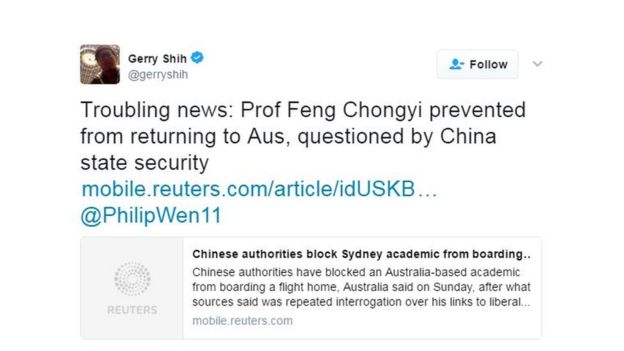 Gerry Shih
@gerryshih
Follow
Troubling news: Prof Feng Chongyi prevented
from returning to Aus, questioned by China
state security
mobile.reuters.com/article/idUSKB…
@PhilipWen11
Chinese authorities block Sydney academic from boarding..
Chinese authorities have blocked an Australia-based academic
from boarding a flight home, Australia said on Sunday, after what
sources said was repeated interrogation over his links to liberal...
mobile.reuters.com
REUTERS